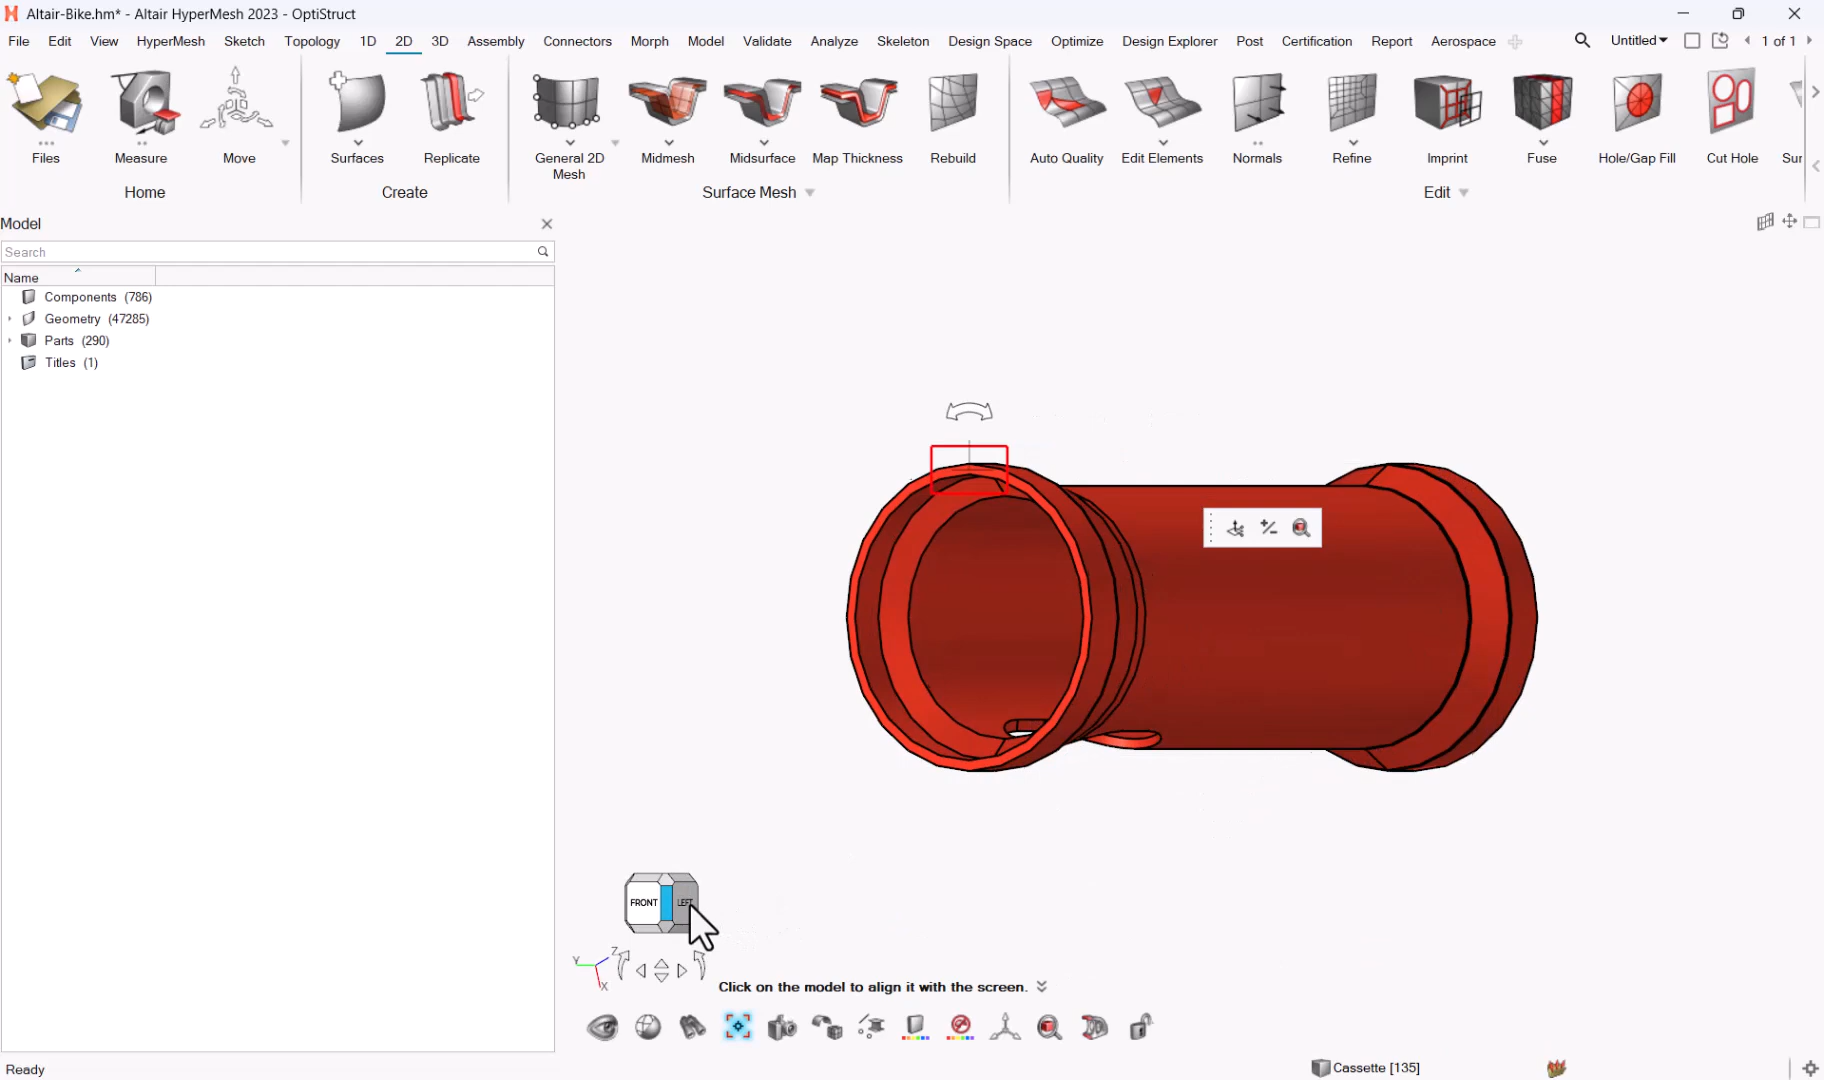 Altair-Bike.hm* - Altair HyperMesh 2023 - OptiStruct
File Edit View HyperMesh Sketch Topology 1D 2D 3D Assembly Connectors Morph Model Validate Analyze Skeleton Design Space Optimize Design Explorer Post Certification Report Aerospace Untitled 1 of 1
Files Measure Move Surfaces Replicate General 2D Mesh Midmesh Midsurface Map Thickness Rebuild Auto Quality Edit Elements Normals Refine Imprint Fuse Hole/Gap Fill Cut Hole Sur
Home Create Surface Mesh Edit
Model
Search
Name
Components (786)
Geometry (47285)
Parts (290)
Titles (1)
FRONT LEFT
Y Z
X
Click on the model to align it with the screen.
Ready Cassette [135]